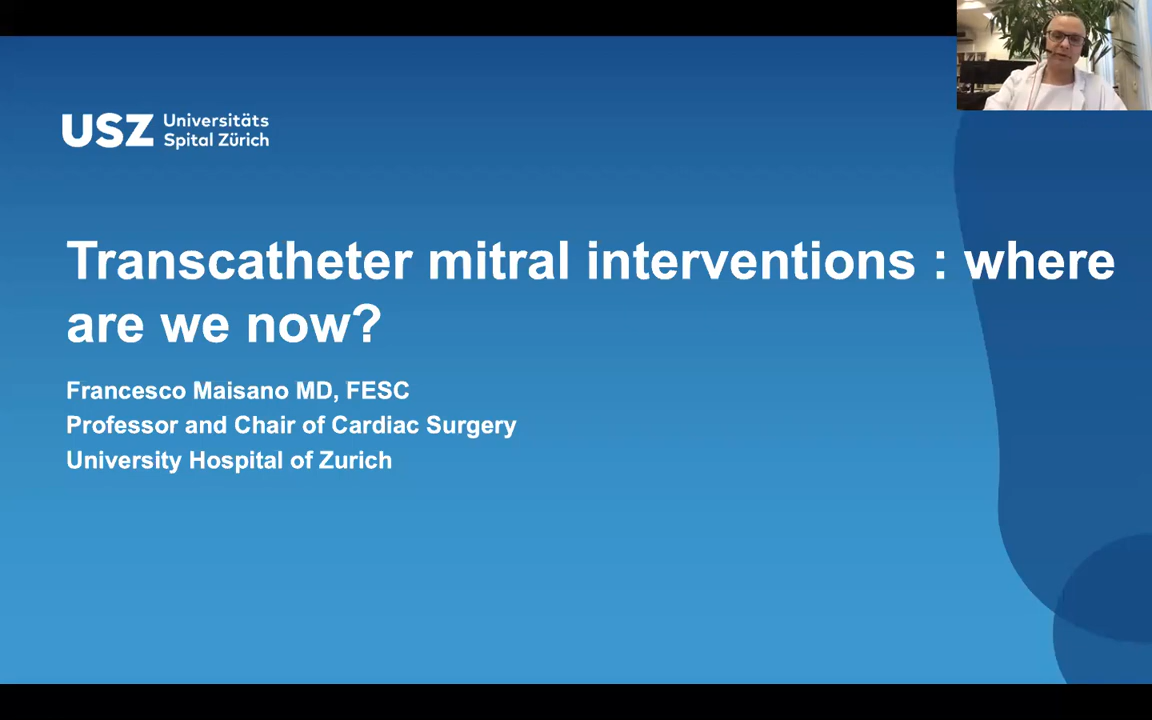 USZ Universitäts
Spital Zürich
Transcatheter mitral interventions : where
are we now?
Francesco Maisano MD, FESC
Professor and Chair of Cardiac Surgery
University Hospital of Zurich